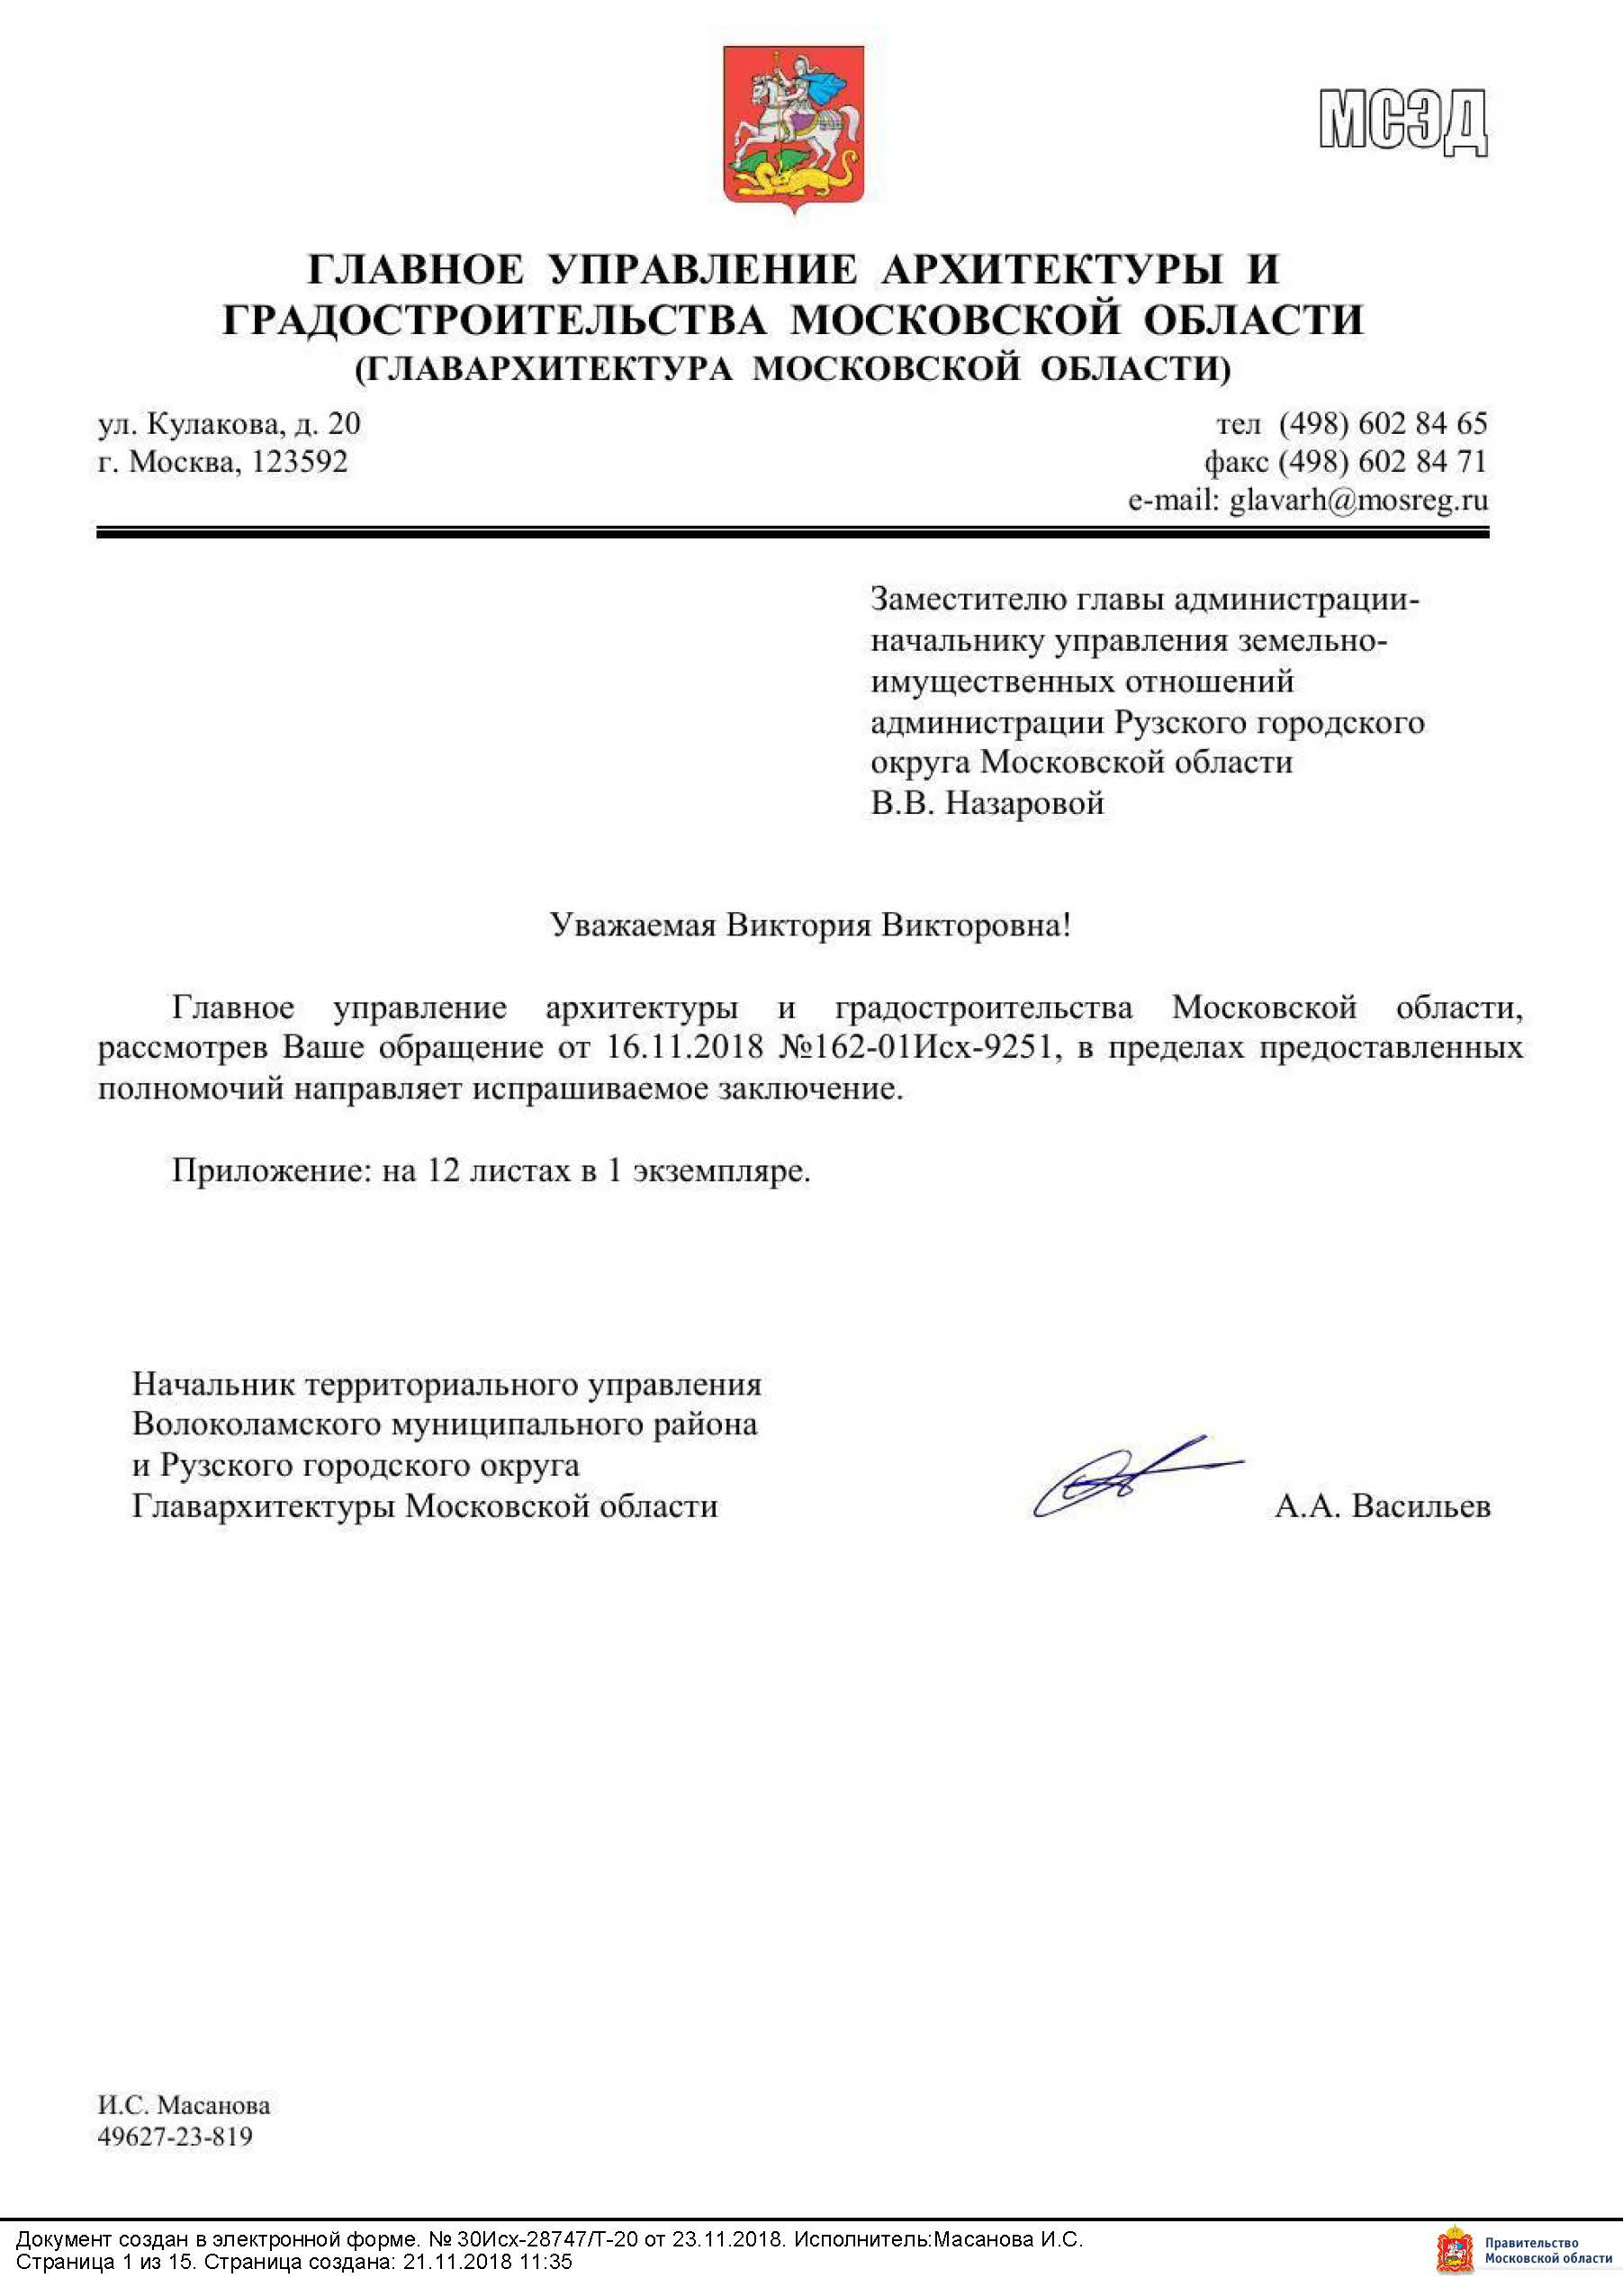 МСЭД
ГЛАВНОЕ УПРАВЛЕНИЕ АРХИТЕКТУРЫ И
ГРАДОСТРОИТЕЛЬСТВА МОСКОВСКОЙ ОБЛАСТИ
(ГЛАВАРХИТЕКТУРА МОСКОВСКОЙ ОБЛАСТИ)
ул. Кулакова, д. 20
г. Москва, 123592
тел (498) 602 84 65
факс (498) 602 84 71
e-mail: glavarh@mosreg.ru
Заместителю главы администрации-
начальнику управления земельно-
имущественных отношений
администрации Рузского городского
округа Московской области
В.В. Назаровой
Уважаемая Виктория Викторовна!
Главное управление архитектуры и градостроительства Московской области,
рассмотрев Ваше обращение от 16.11.2018 №162-01Исх-9251, в пределах предоставленных
полномочий направляет испрашиваемое заключение.
Приложение: на 12 листах в 1 экземпляре.
Начальник территориального управления
Волоколамского муниципального района
и Рузского городского округа
Главархитектуры Московской области
А.А. Васильев
И.С. Масанова
49627-23-819
Документ создан в электронной форме. № 30Исх-28747/Т-20 от 23.11.2018. Исполнитель:Масанова И.С.
Страница 1 из 15. Страница создана: 21.11.2018 11:35
Правительство
Московской области